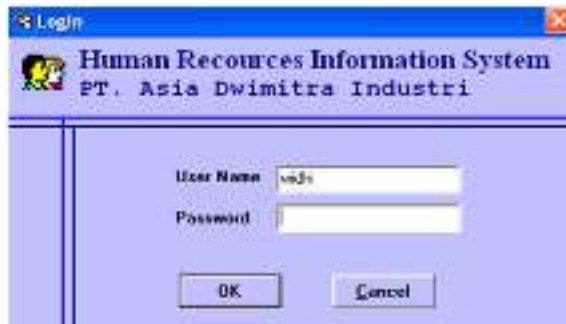 Login
Human Recources Information System
PT. Asia Dwimitra Industri
User Name
Password
OK
Cancel